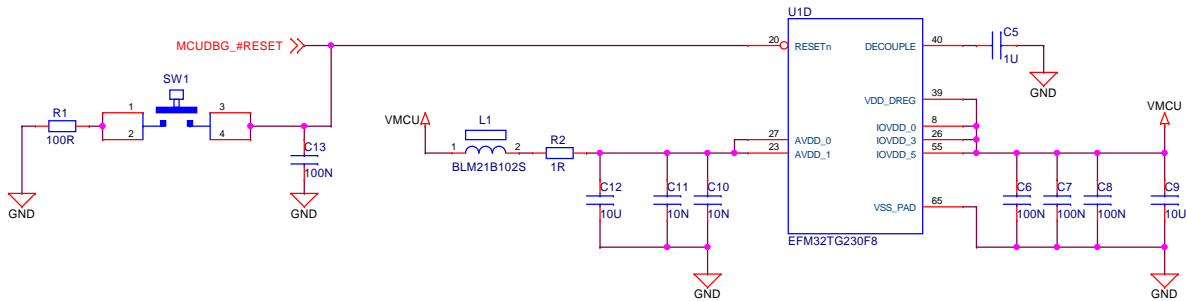 U1D
MCUDBG_#RESET
20
RESETn
DECOUPLE
40
C5
1U
GND
SW1
R1
100R
1
2
3
4
C13
100N
GND
GND
VMCU
L1
1
2
BLM21B102S
R2
1R
27
23
AVDD_0
AVDD_1
VDD_DREG
IOVDD_0
IOVDD_3
IOVDD_5
39
8
26
55
VMCU
C12
10U
C11
10N
C10
10N
GND
VSS_PAD
65
EFM32TG230F8
C6
100N
C7
100N
C8
100N
C9
10U
GND